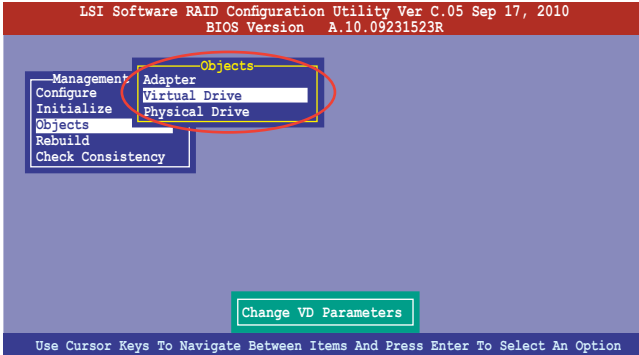 LSI Software RAID Configuration Utility Ver C.05 Sep 17, 2010
BIOS Version A.10.09231523R
Management
Configure
Initialize
Objects
Rebuild
Check Consistency
Objects
Adapter
Virtual Drive
Physical Drive
Change VD Parameters
Use Cursor Keys To Navigate Between Items And Press Enter To Select An Option